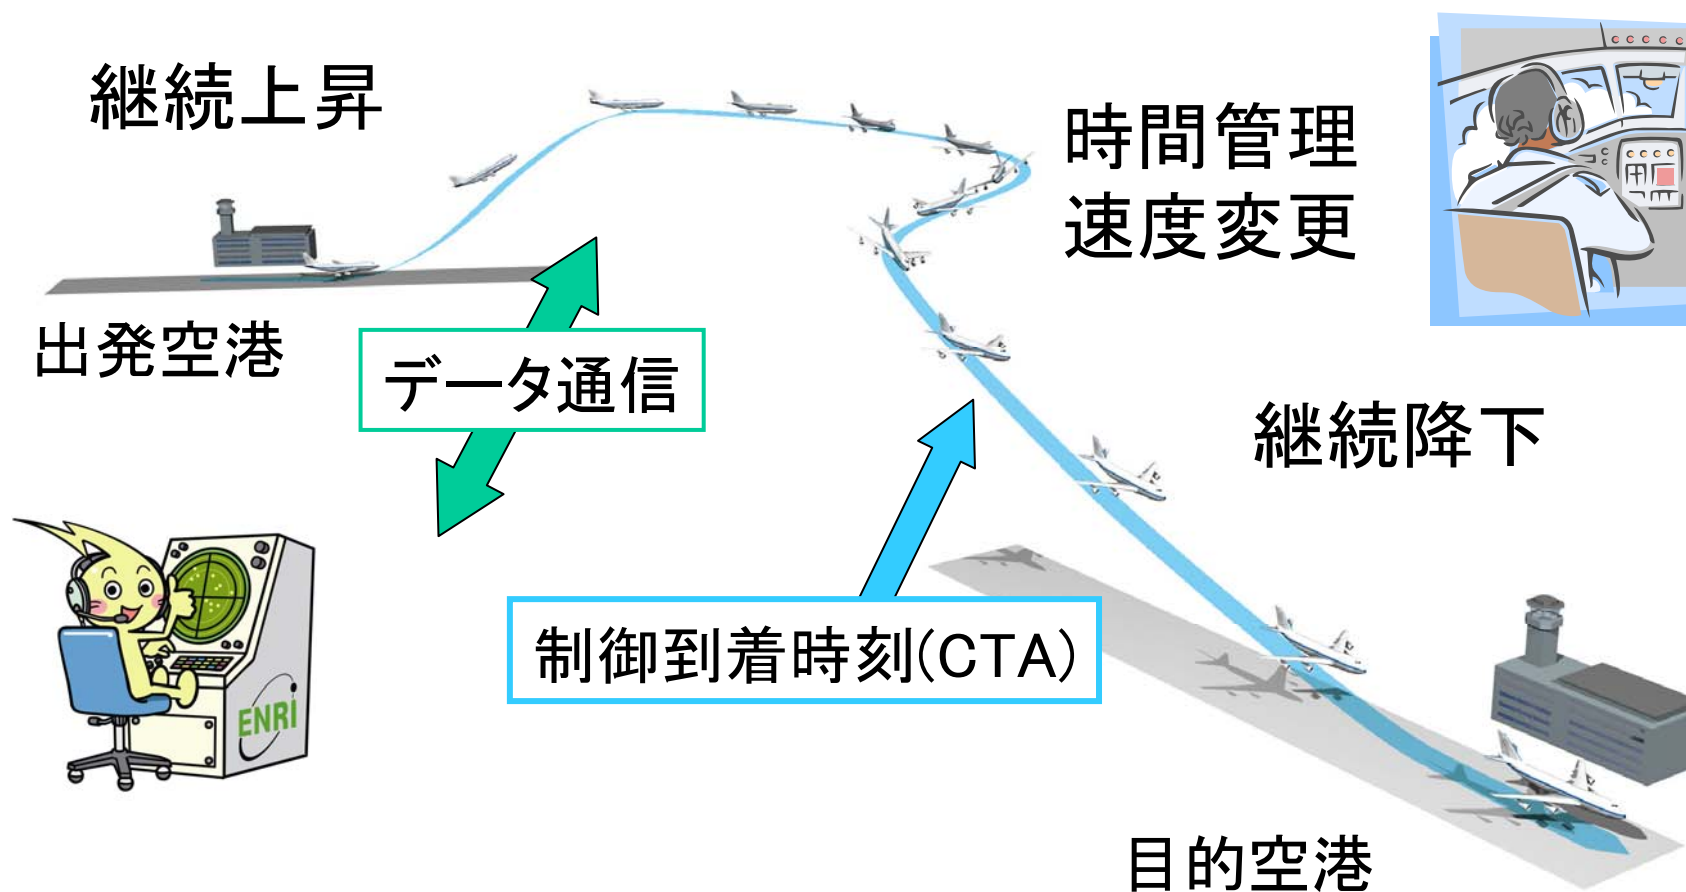 継続上昇
時間管理
速度変更
出発空港
データ通信
継続降下
制御到着時刻(CTA)
ENRI
目的空港